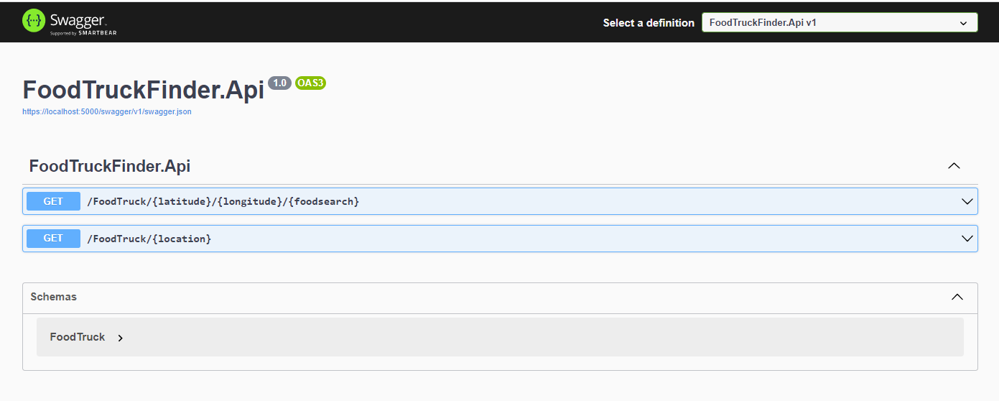 Swagger
Supported by SMARTBEAR
Select a definition
FoodTruckFinder.Api v1
FoodTruckFinder.Api 1.0 OAS3
https://localhost:5000/swagger/v1/swagger.json
FoodTruckFinder.Api
GET /FoodTruck/{latitude}/{longitude}/{foodsearch}
GET /FoodTruck/{location}
Schemas
FoodTruck